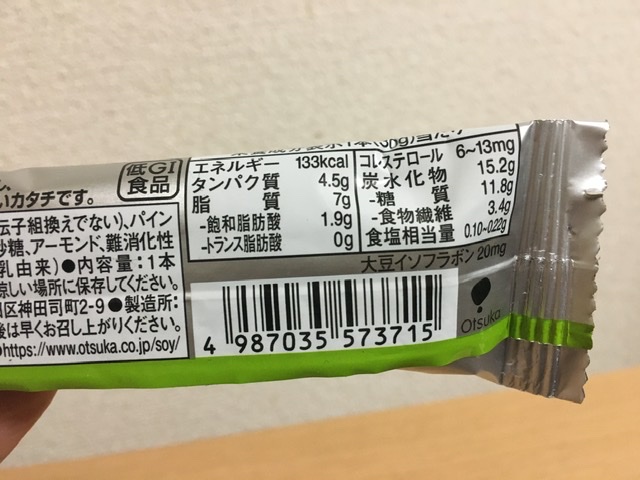 低GI
食品
いカタチです。
伝子組換えでない)、パイン
砂糖、アーモンド、難消化性
乳由来)●内容量：1本
涼しい場所に保存してください。
区神田司町2-9●製造所：
後は早くお召し上がりください。
https://www.otsuka.co.jp/soy/
エネルギー 133kcal
タンパク質 4.5g
脂質 7g
-飽和脂肪酸 1.9g
-トランス脂肪酸 0g
コレステロール 6~13mg
炭水化物 15.2g
-糖質 11.8g
-食物繊維 3.4g
食塩相当量 0.10~0.22g
大豆イソフラボン 20mg
4 987035 573715
Otsuka